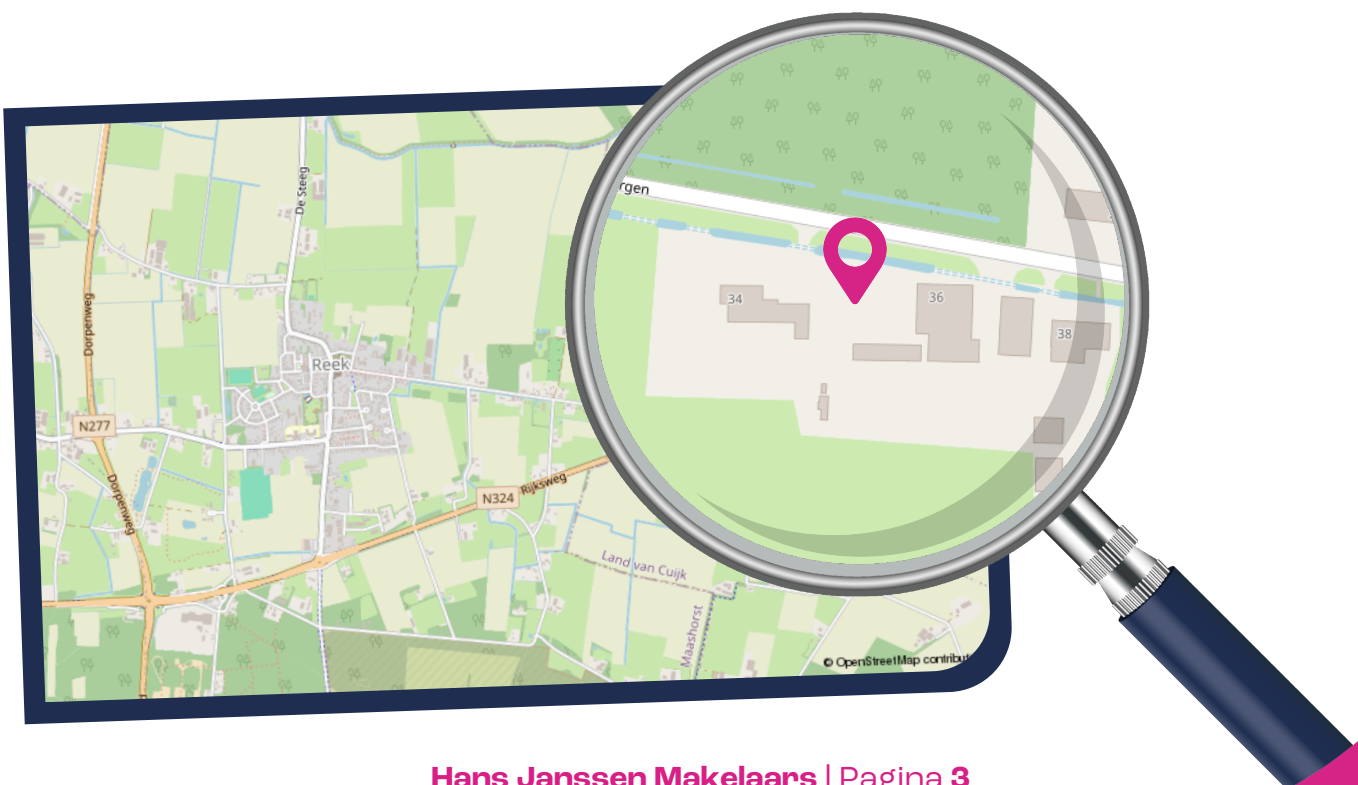 rgen
34
36
38
De Steeg
Dorpenweg
Reek
N277
Dorpenweg
N324
Rijksweg
Land van Cuijk
Maashorst
© OpenStreetMap contribut
Hans Janssen Makelaars | Pagina 3